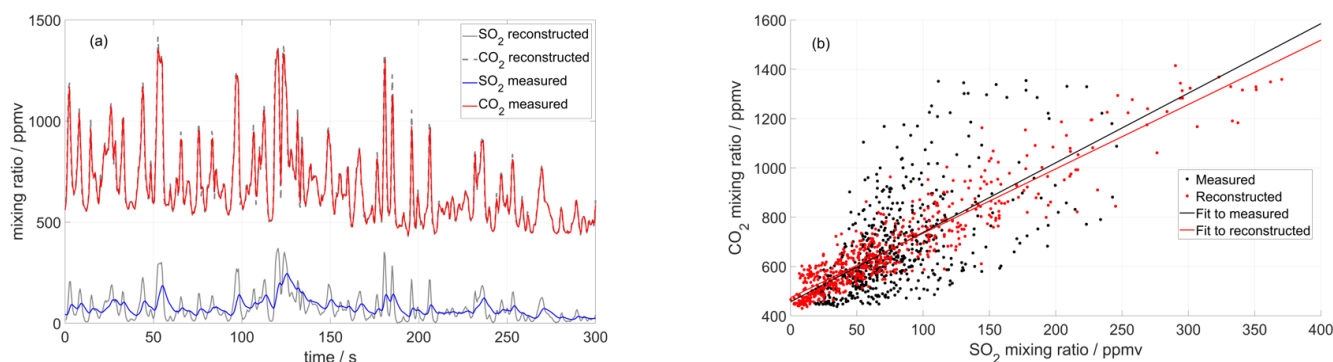 (a)
SO2 reconstructed
CO2 reconstructed
SO2 measured
CO2 measured
mixing ratio / ppmv
1500
1000
500
0
0 50 100 150 200 250 300
time / s
(b)
CO2 mixing ratio / ppmv
1600
1400
1200
1000
800
600
400
Measured
Reconstructed
Fit to measured
Fit to reconstructed
0 50 100 150 200 250 300 350 400
SO2 mixing ratio / ppmv